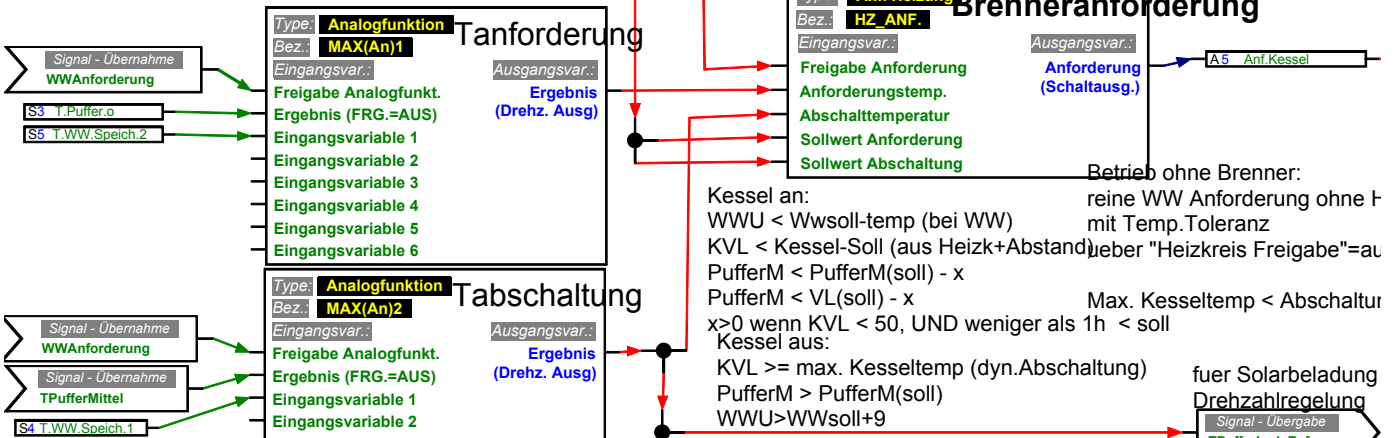 Type: Analogfunktion
Bez.: MAX(An)1
Tanforderung
Eingangsvar.:
Ausgangsvar.:
Freigabe Analogfunkt.
Ergebnis (FRG.=AUS)
Eingangsvariable 1
Eingangsvariable 2
Eingangsvariable 3
Eingangsvariable 4
Eingangsvariable 5
Eingangsvariable 6
Ergebnis
(Drehz. Ausg)
Signal - Übernahme
WWAnforderung
S3 T.Puffer.o
S5 T.WW.Speich.2
Brenneranforderung
Bez.: HZ_ANF.
Eingangsvar.:
Ausgangsvar.:
Freigabe Anforderung
Anforderungstemp.
Abschalttemperatur
Sollwert Anforderung
Sollwert Abschaltung
Anforderung
(Schaltausg.)
A5 Anf.Kessel
Kessel an:
WWU < Wwsoll-temp (bei WW)
KVL < Kessel-Soll (aus Heizk+Abstand)
PufferM < PufferM(soll) - x
PufferM < VL(soll) - x
x>0 wenn KVL < 50, UND weniger als 1h < soll
Kessel aus:
KVL >= max. Kesseltemp (dyn.Abschaltung)
PufferM > PufferM(soll)
WWU>WWsoll+9
Betrieb ohne Brenner:
reine WW Anforderung ohne H
mit Temp.Toleranz
ueber "Heizkreis Freigabe"=au
Max. Kesseltemp < Abschaltu
fuer Solarbeladung
Drehzahlregelung
Signal - Übergabe
Type: Analogfunktion
Bez.: MAX(An)2
Tabschaltung
Eingangsvar.:
Ausgangsvar.:
Freigabe Analogfunkt.
Ergebnis (FRG.=AUS)
Eingangsvariable 1
Eingangsvariable 2
Ergebnis
(Drehz. Ausg)
Signal - Übernahme
WWAnforderung
Signal - Übernahme
TPufferMittel
S4 T.WW.Speich.1